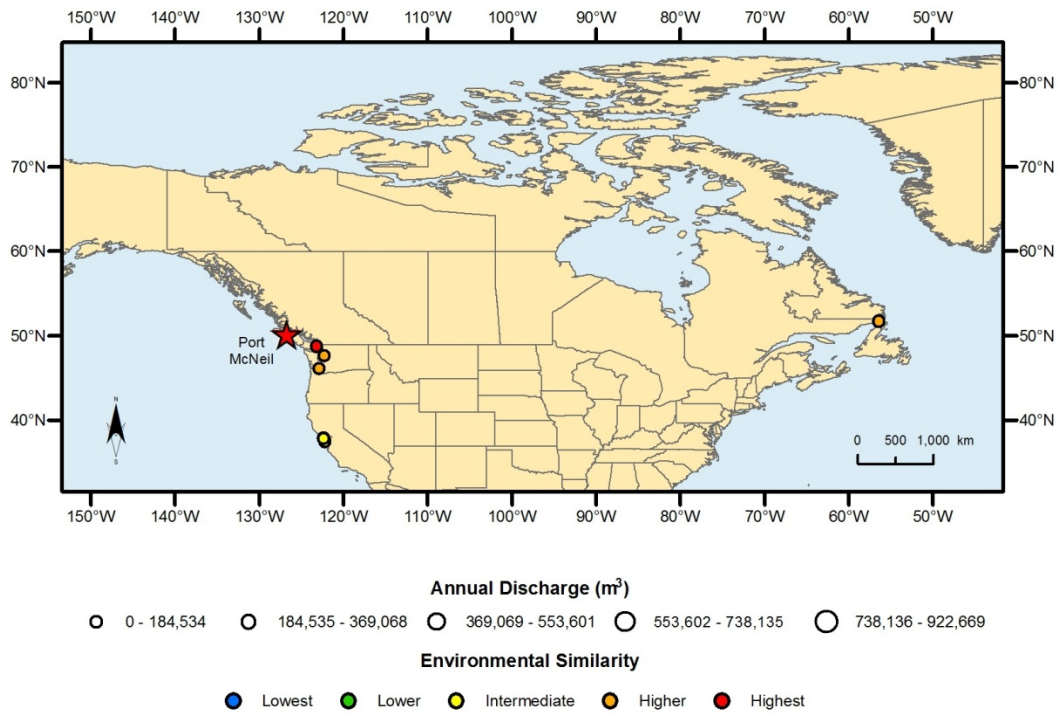 150°W 140°W 130°W 120°W 110°W 100°W 90°W 80°W 70°W 60°W 50°W
80°N 80°N
70°N 70°N
60°N 60°N
50°N 50°N
Port
McNeil
40°N 40°N
N
S
0 500 1,000 km
150°W 140°W 130°W 120°W 110°W 100°W 90°W 80°W 70°W 60°W 50°W
Annual Discharge (m³)
0 - 184,534 184,535 - 369,068 369,069 - 553,601 553,602 - 738,135 738,136 - 922,669
Environmental Similarity
Lowest Lower Intermediate Higher Highest